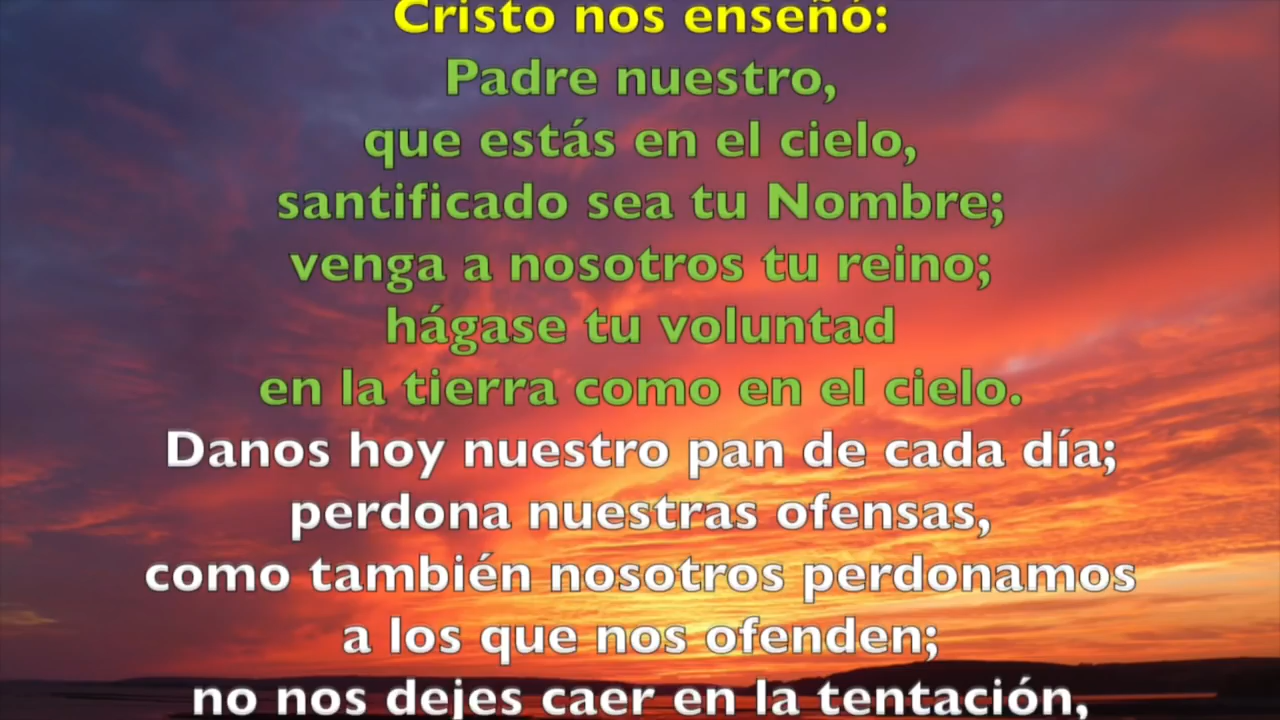 Cristo nos enseñó:
Padre nuestro,
que estás en el cielo,
santificado sea tu Nombre;
venga a nosotros tu reino;
hágase tu voluntad
en la tierra como en el cielo.
Danos hoy nuestro pan de cada día;
perdona nuestras ofensas,
como también nosotros perdonamos
a los que nos ofenden;
no nos dejes caer en la tentación,